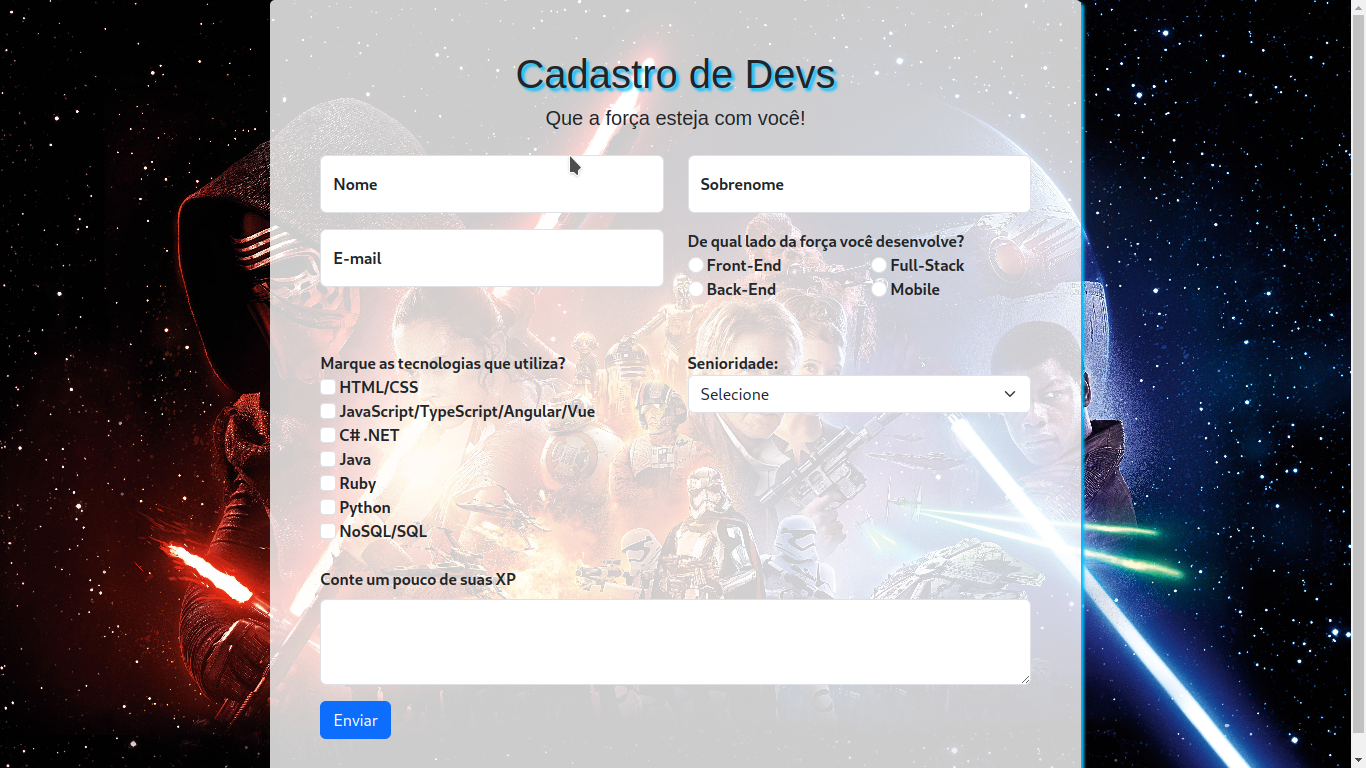 Cadastro de Devs
Que a força esteja com você!
Nome
Sobrenome
E-mail
De qual lado da força você desenvolve?
Front-End
Full-Stack
Back-End
Mobile
Marque as tecnologias que utiliza?
HTML/CSS
JavaScript/TypeScript/Angular/Vue
C# .NET
Java
Ruby
Python
NoSQL/SQL
Senioridade:
Selecione
Conte um pouco de suas XP
Enviar